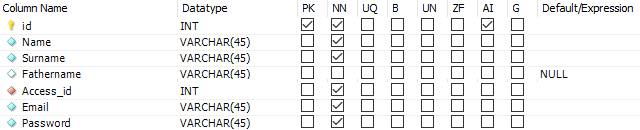 Column Name Datatype PK NN UQ B UN ZF AI G Default/Expression
id INT
Name VARCHAR(45)
Surname VARCHAR(45)
Fathername VARCHAR(45) NULL
Access_id INT
Email VARCHAR(45)
Password VARCHAR(45)